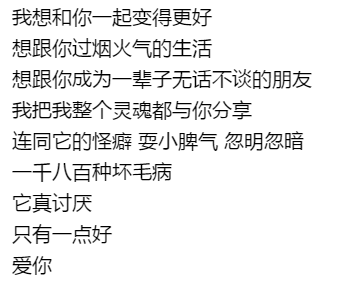 我想和你一起变得更好
想跟你过烟火气的生活
想跟你成为一辈子无话不谈的朋友
我把我整个灵魂都与你分享
连同它的怪癖 耍小脾气 忽明忽暗
一千八百种坏毛病
它真讨厌
只有一点好
爱你